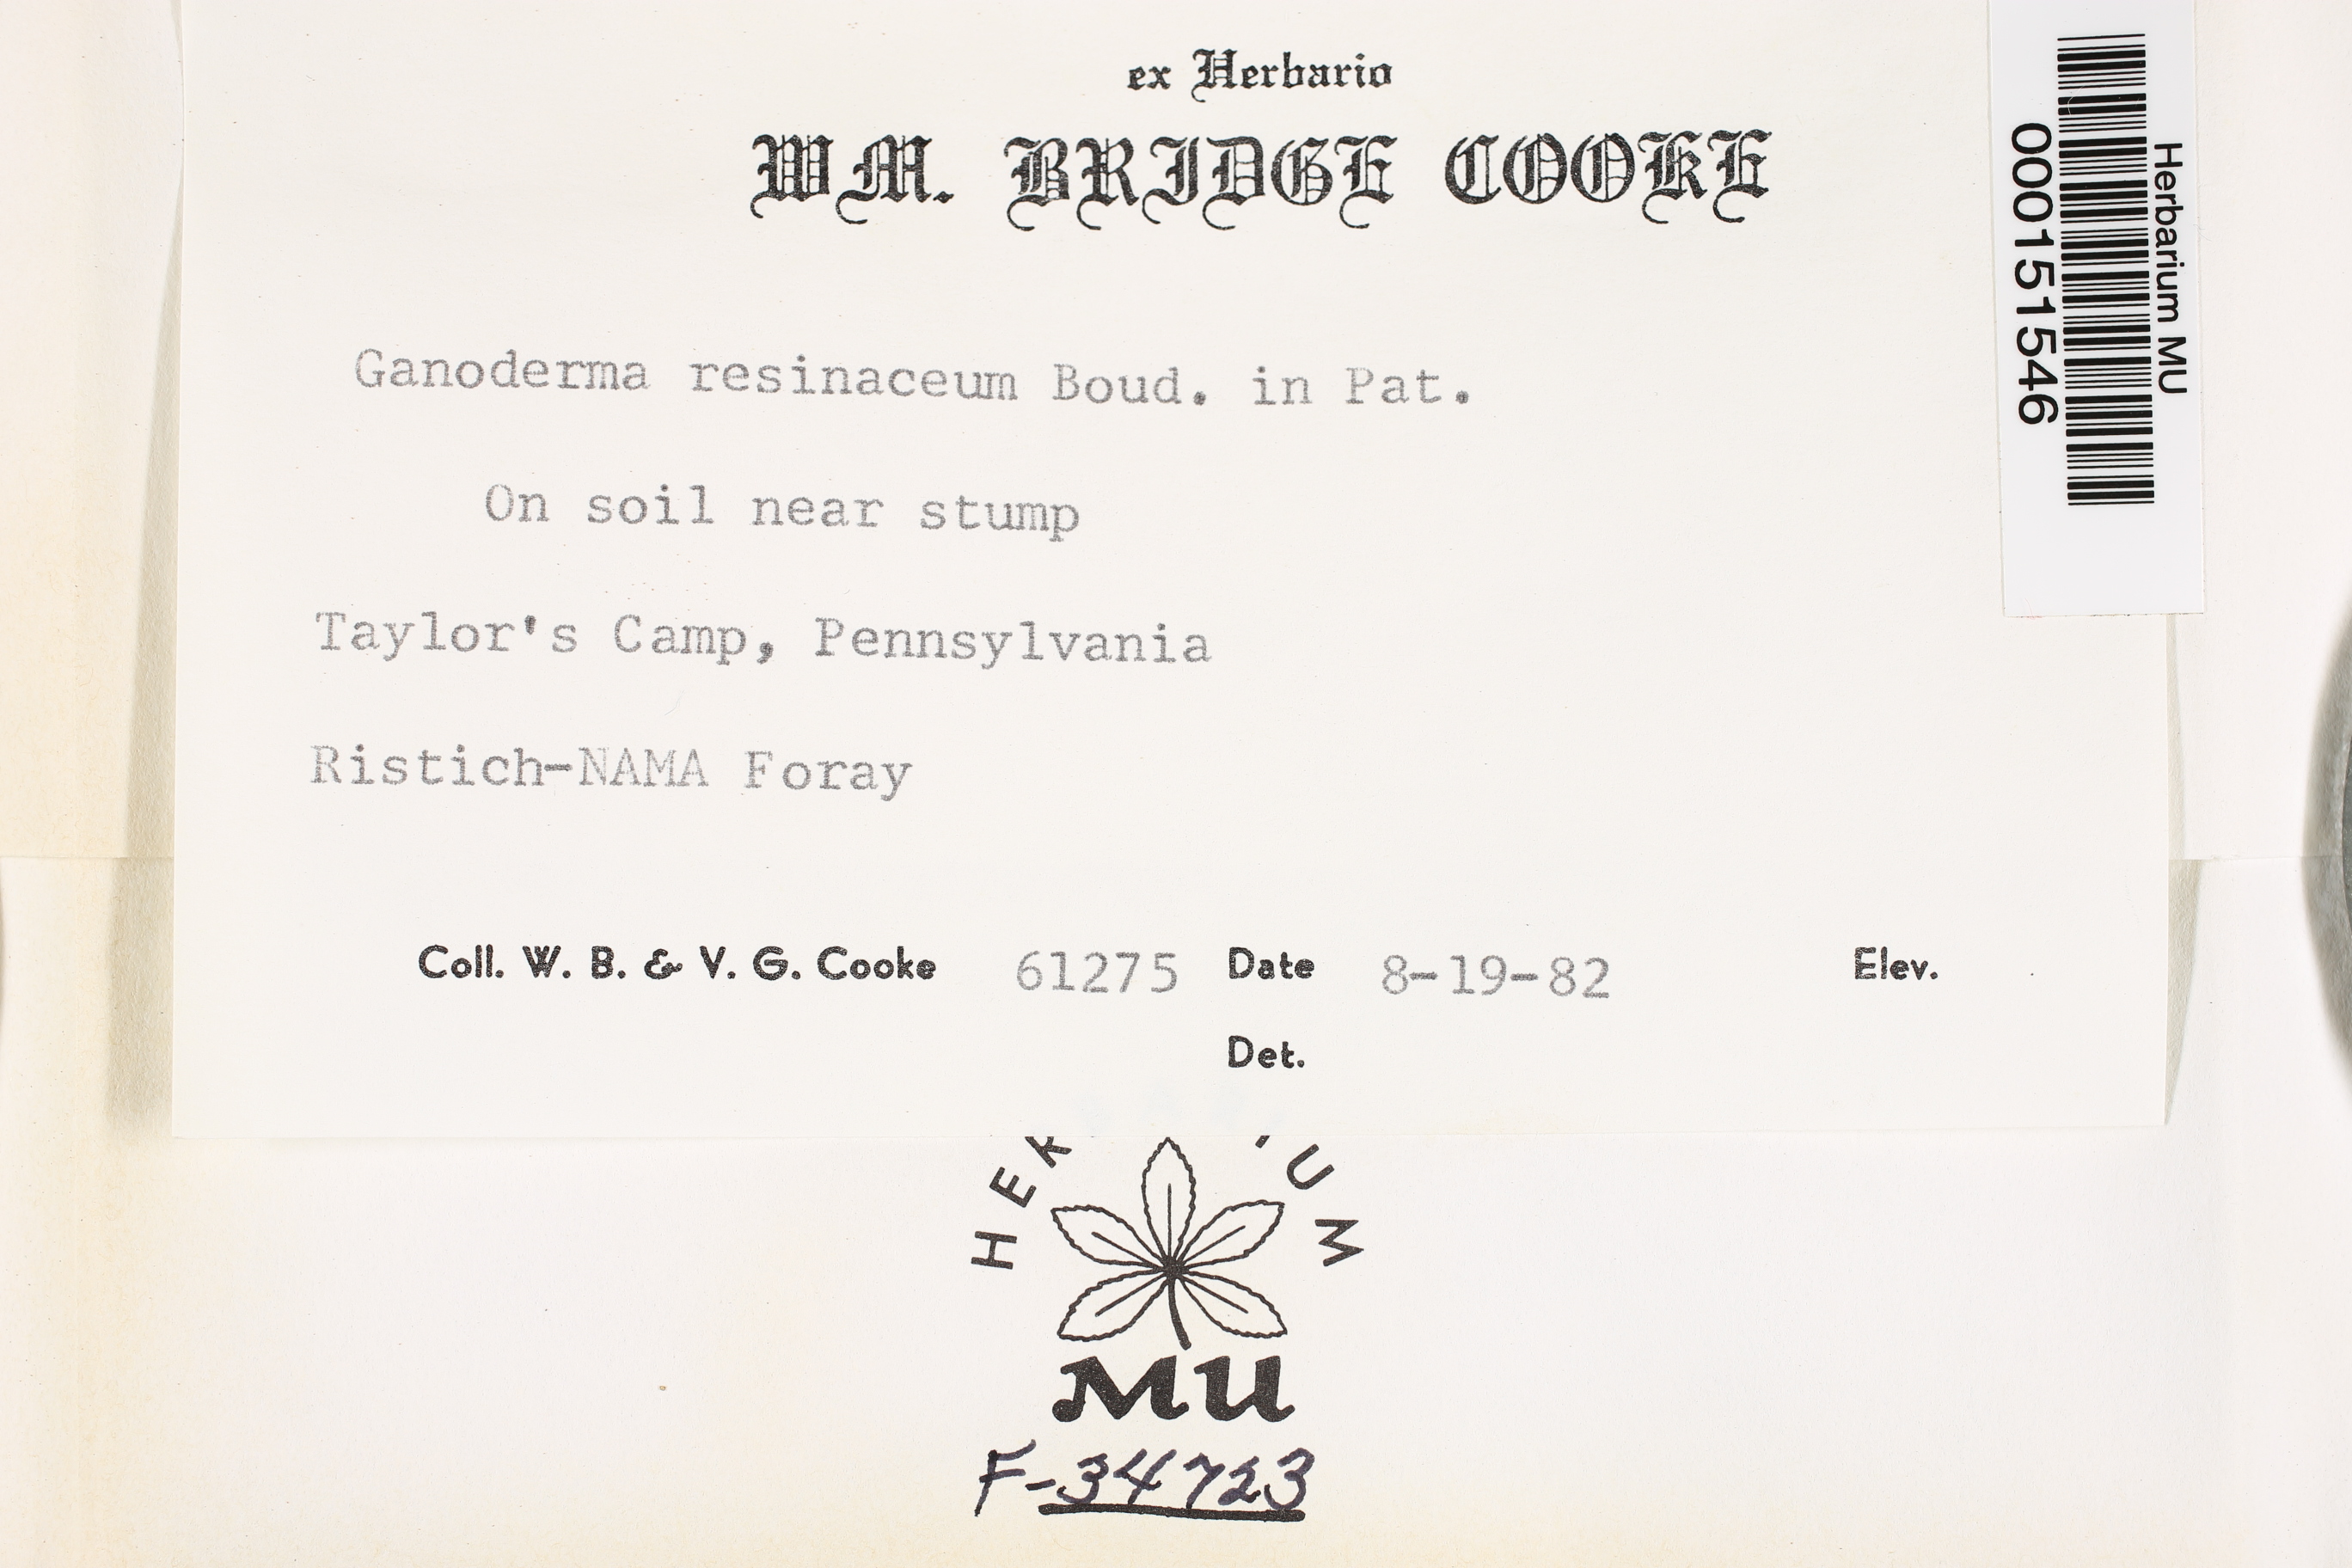 ex Herbario
WM. BRIDGE COOKE
Ganoderma resinaceum Boud. in Pat.
On soil near stump
Taylor's Camp, Pennsylvania
Ristich-NAMA Foray
Coll. W. B. & V. G. Cooke 61275 Date 8-19-82 Elev.
Det.
MU
F-34723
Herbarium MU
000151546